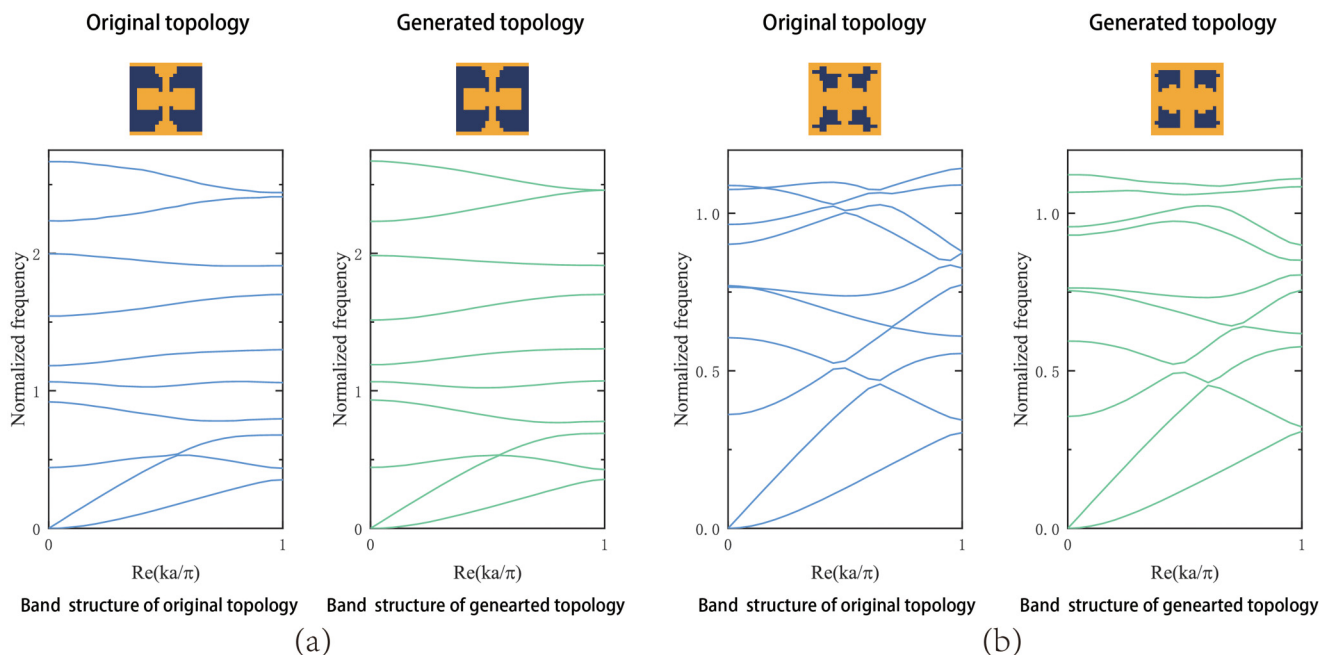 Original topology
Generated topology
Original topology
Generated topology
Normalized frequency
2
1
0
0
1
Re(ka/π)
Band structure of original topology
Normalized frequency
2
1
0
0
1
Re(ka/π)
Band structure of genearted topology
(a)
Normalized frequency
1.0
0.5
0.0
0
1
Re(ka/π)
Band structure of original topology
Normalized frequency
1.0
0.5
0.0
0
1
Re(ka/π)
Band structure of genearted topology
(b)